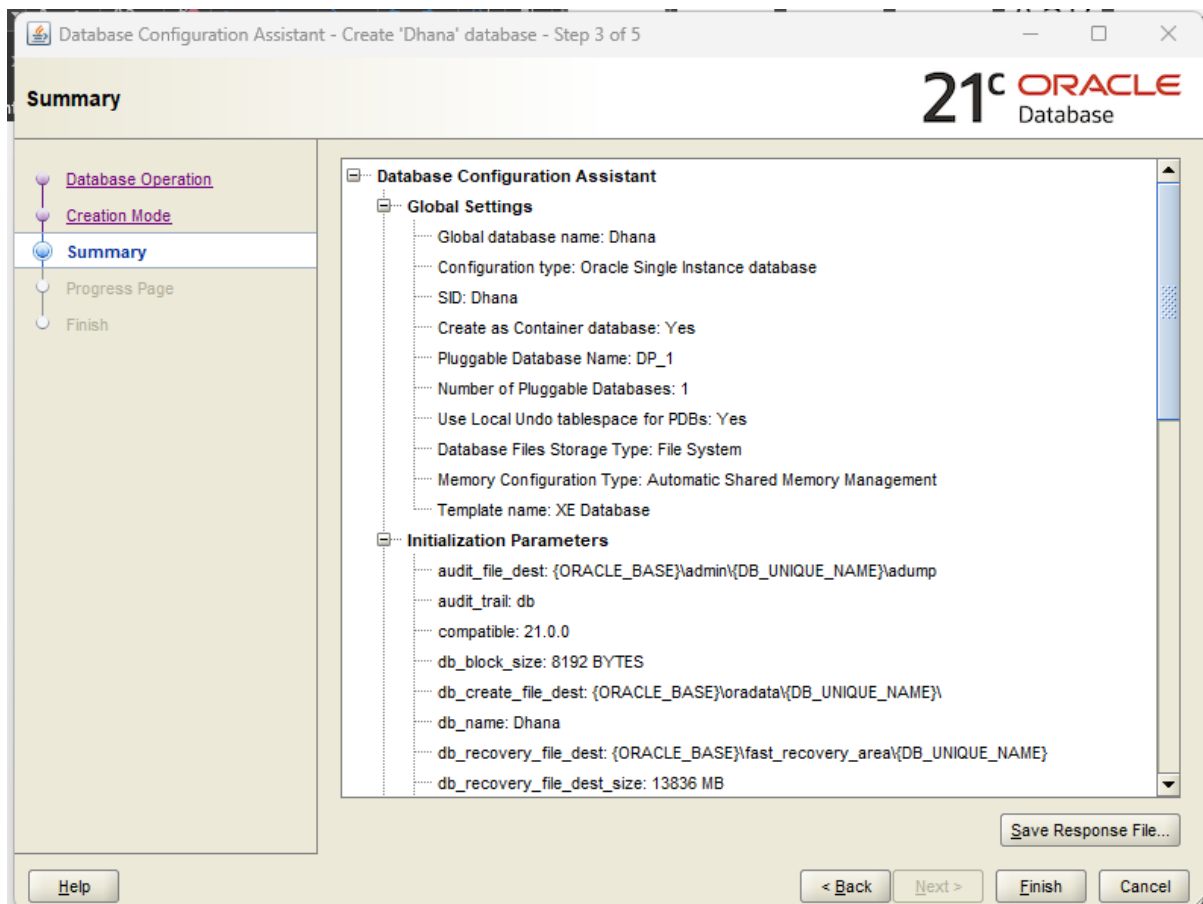 Database Configuration Assistant - Create 'Dhana' database - Step 3 of 5
Summary
21c ORACLE
Database
Database Operation
Creation Mode
Summary
Progress Page
Finish
Database Configuration Assistant
Global Settings
Global database name: Dhana
Configuration type: Oracle Single Instance database
SID: Dhana
Create as Container database: Yes
Pluggable Database Name: DP_1
Number of Pluggable Databases: 1
Use Local Undo tablespace for PDBs: Yes
Database Files Storage Type: File System
Memory Configuration Type: Automatic Shared Memory Management
Template name: XE Database
Initialization Parameters
audit_file_dest: {ORACLE_BASE}\admin\{DB_UNIQUE_NAME}\adump
audit_trail: db
compatible: 21.0.0
db_block_size: 8192 BYTES
db_create_file_dest: {ORACLE_BASE}\oradata\{DB_UNIQUE_NAME}\
db_name: Dhana
db_recovery_file_dest: {ORACLE_BASE}\fast_recovery_area\{DB_UNIQUE_NAME}
db_recovery_file_dest_size: 13836 MB
Save Response File...
Help
< Back
Next >
Finish
Cancel